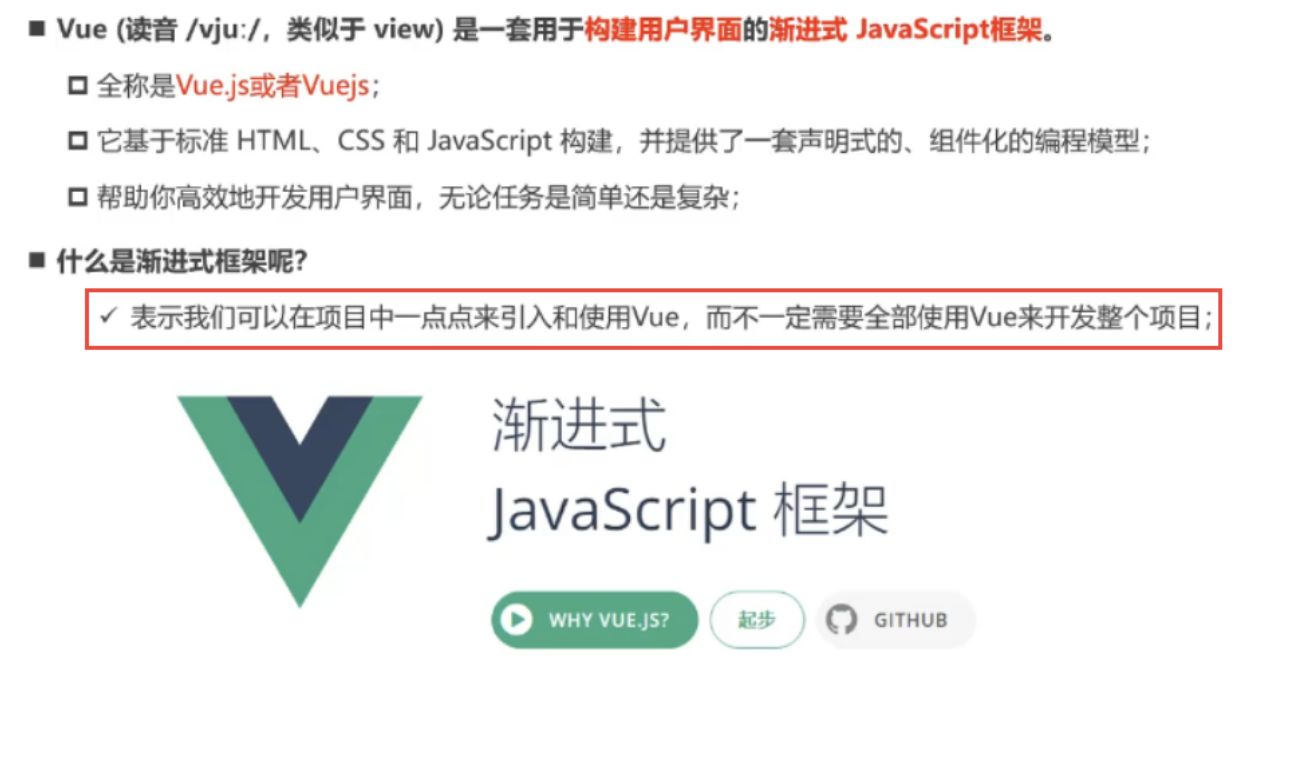 Vue (读音 /vjuː/，类似于 view) 是一套用于构建用户界面的渐进式 JavaScript框架。
全称是Vue.js或者Vuejs；
它基于标准 HTML、CSS 和 JavaScript 构建，并提供了一套声明式的、组件化的编程模型；
帮助你高效地开发用户界面，无论任务是简单还是复杂；
什么是渐进式框架呢?
✓ 表示我们可以在项目中一点点来引入和使用Vue，而不一定需要全部使用Vue来开发整个项目；
渐进式
JavaScript 框架
WHY VUE.JS? 起步 GITHUB